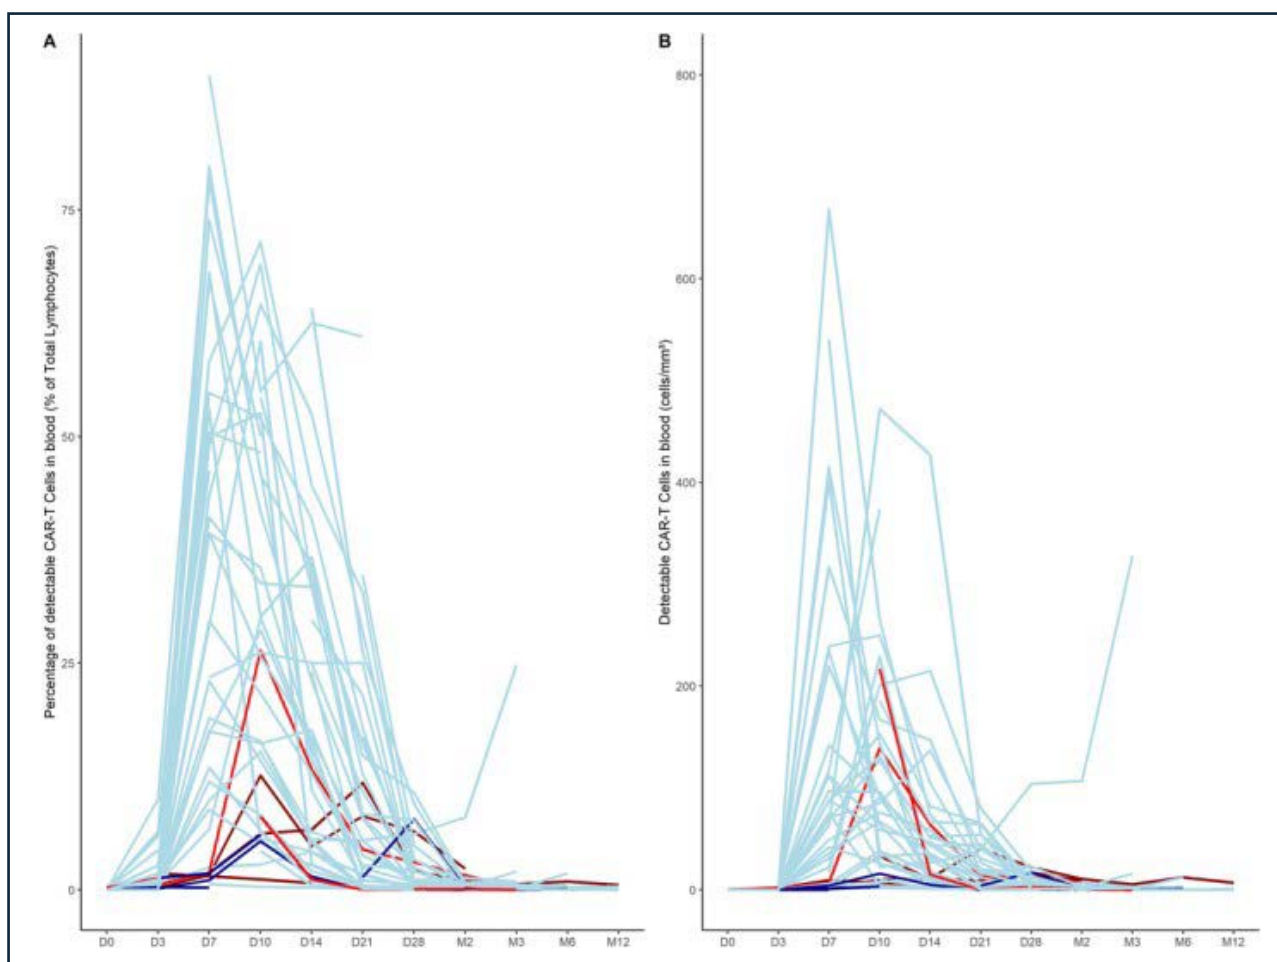 A
Percentage of detectable CAR-T Cells in blood (% of Total Lymphocytes)
75
50
25
0
D0 D3 D7 D10 D14 D21 D28 M2 M3 M6 M12
B
Detectable CAR-T Cells in blood (cells/mm³)
800
600
400
200
0
D0 D3 D7 D10 D14 D21 D28 M2 M3 M6 M12